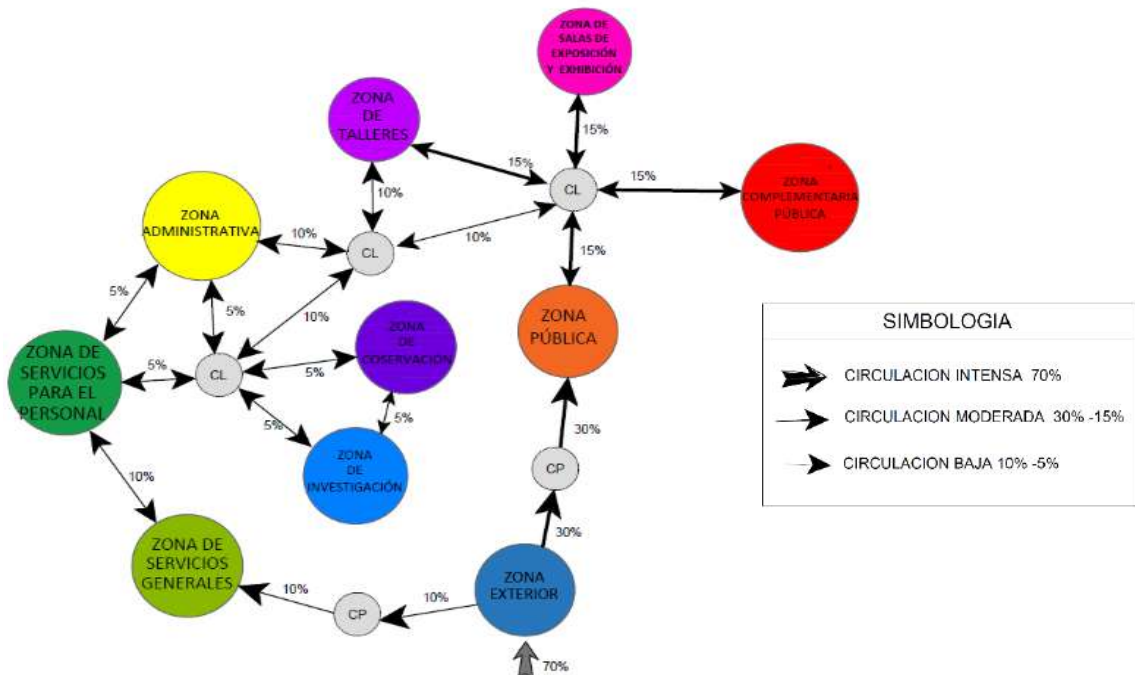 ZONA DE
SALAS DE
EXPOSICIÓN
Y EXHIBICIÓN
ZONA
DE
TALLERES
15%
15%
CL
15%
ZONA
COMPLEMENTARIA
PÚBLICA
10%
ZONA
ADMINISTRATIVA
10%
CL
10%
15%
5%
5%
10%
ZONA
PÚBLICA
ZONA
DE
COSERVACIÓN
ZONA DE
SERVICIOS
PARA EL
PERSONAL
5%
CL
5%
5%
5%
ZONA
DE
INVESTIGACIÓN
30%
CP
30%
10%
ZONA DE
SERVICIOS
GENERALES
10%
CP
10%
ZONA
EXTERIOR
70%
SIMBOLOGIA
CIRCULACION INTENSA 70%
CIRCULACION MODERADA 30% -15%
CIRCULACION BAJA 10% -5%